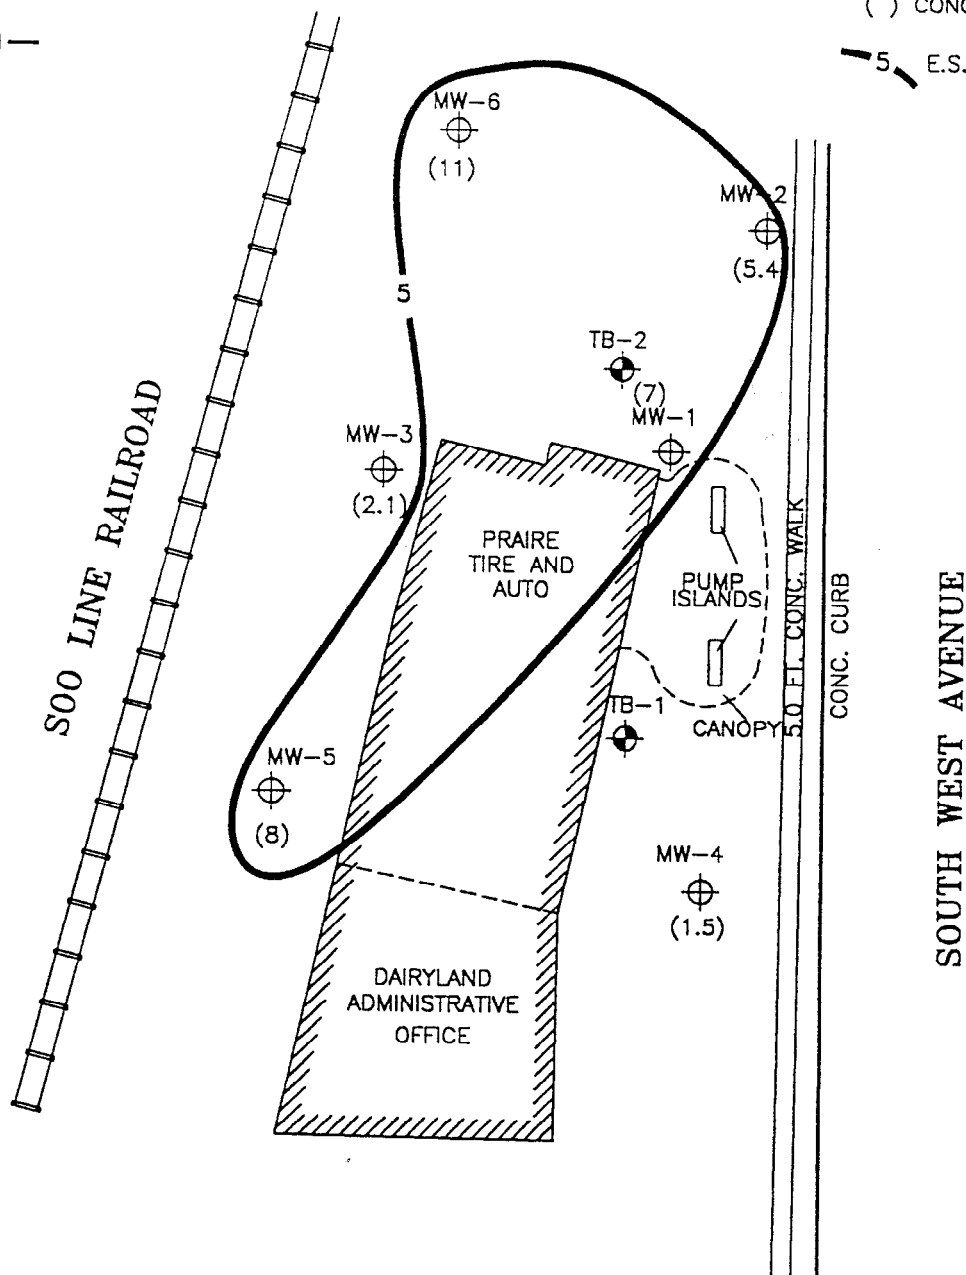 ( ) CONC
5 E.S.
MW-6
(11)
MW-2
(5.4
5
TB-2
(7)
MW-1
MW-3
(2.1)
PRAIRE
TIRE AND
AUTO
PUMP
ISLANDS
SOO LINE RAILROAD
5.0 FT. CONC. WALK
CONC. CURB
SOUTH WEST AVENUE
TB-1
CANOPY
MW-5
(8)
MW-4
(1.5)
DAIRYLAND
ADMINISTRATIVE
OFFICE